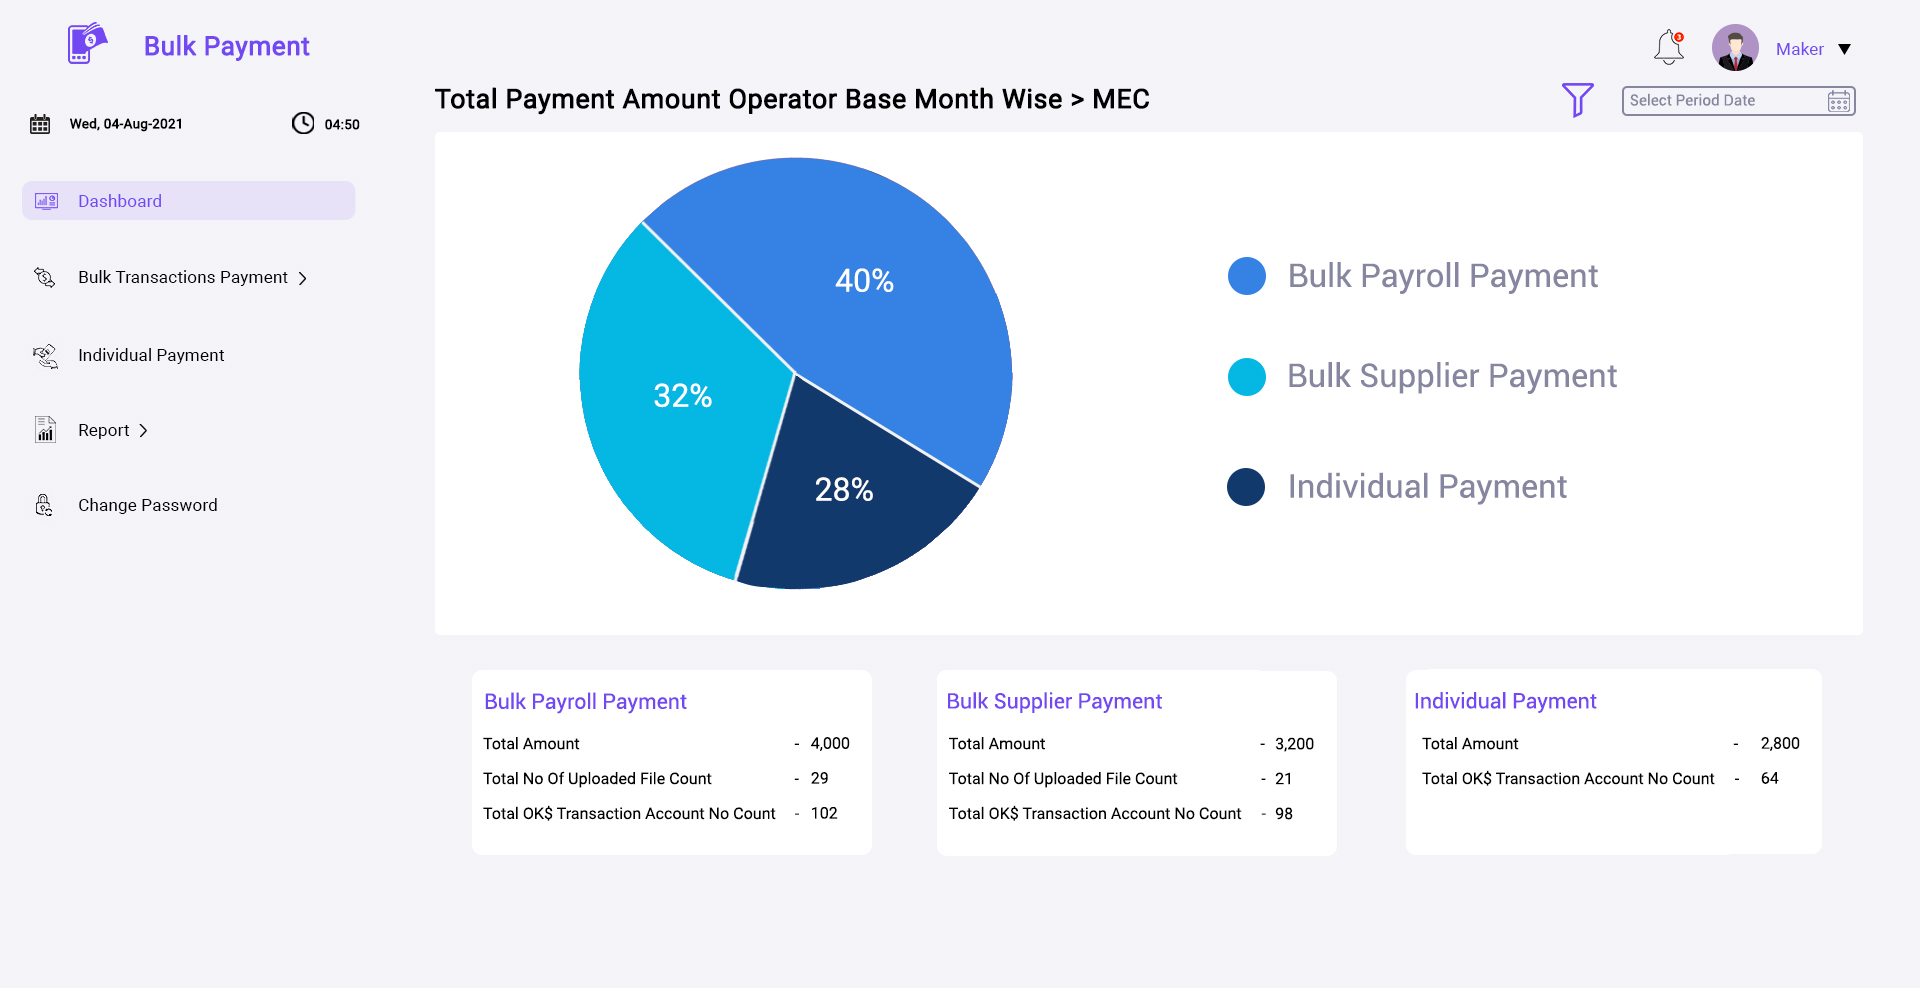 Bulk Payment
3
Maker
Total Payment Amount Operator Base Month Wise > MEC
Select Period Date
Wed, 04-Aug-2021
04:50
Dashboard
Bulk Transactions Payment
Individual Payment
Report
Change Password
40%
32%
28%
Bulk Payroll Payment
Bulk Supplier Payment
Individual Payment
Bulk Payroll Payment
Total Amount - 4,000
Total No Of Uploaded File Count - 29
Total OK$ Transaction Account No Count - 102
Bulk Supplier Payment
Total Amount - 3,200
Total No Of Uploaded File Count - 21
Total OK$ Transaction Account No Count - 98
Individual Payment
Total Amount - 2,800
Total OK$ Transaction Account No Count - 64